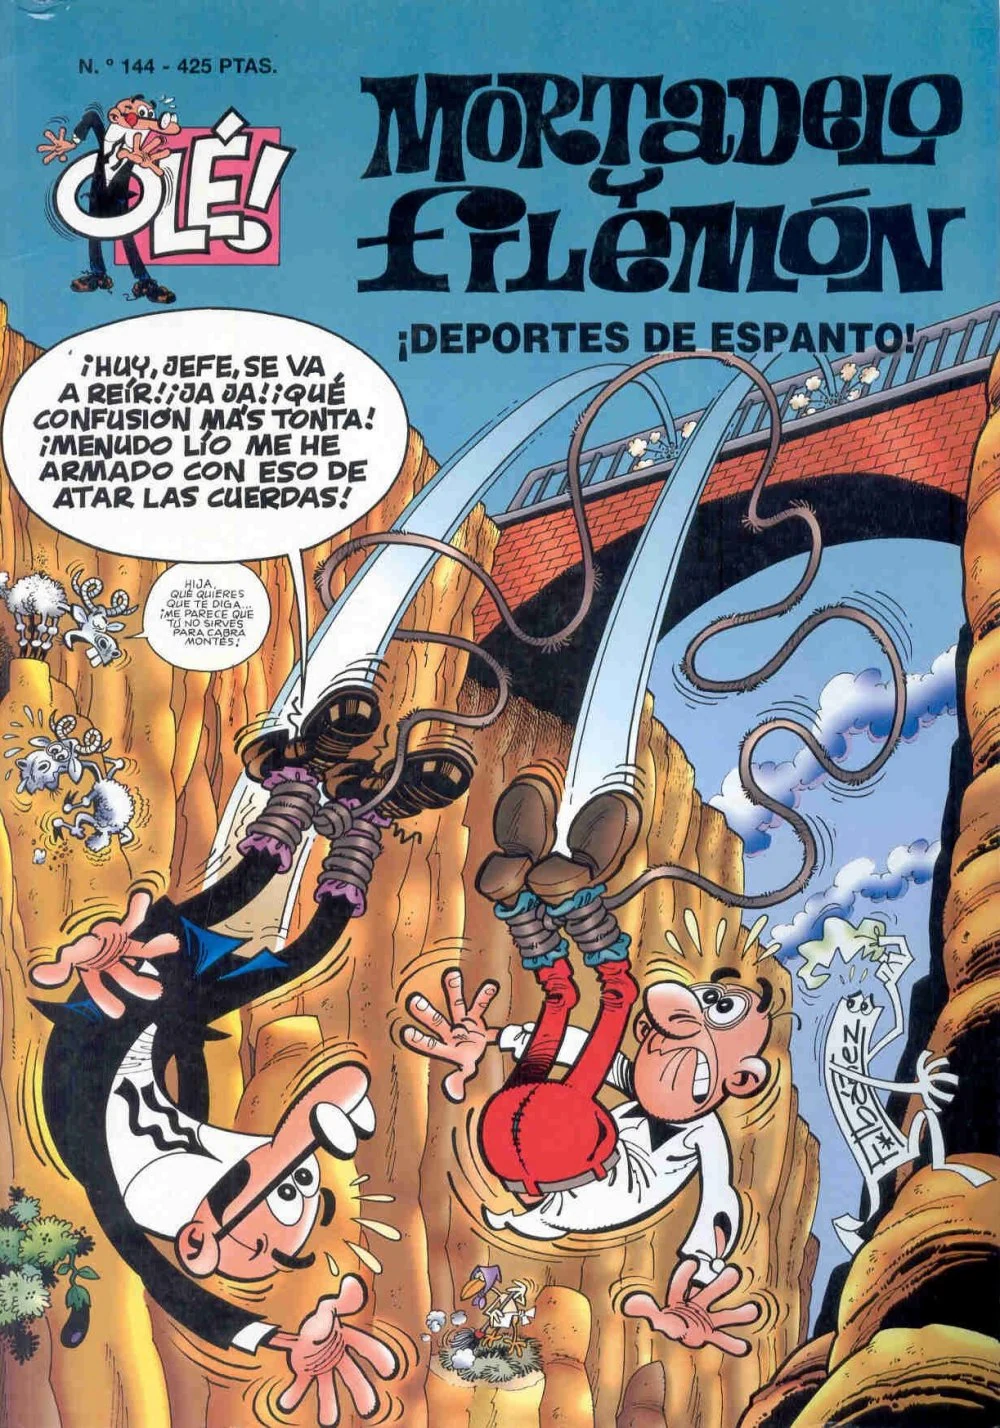 N.º 144 - 425 PTAS.
OLÉ!
MORTADELO
Y
FILEMÓN
¡DEPORTES DE ESPANTO!
¡HUY, JEFE, SE VA
A REÍR! ¡JA JA! ¡QUÉ
CONFUSIÓN MÁS TONTA!
¡MENUDO LÍO ME HE
ARMADO CON ESO DE
ATAR LAS CUERDAS!
HIJA,
QUÉ QUIERES
QUE TE DIGA...
¡ME PARECE QUE
TÚ NO SIRVES
PARA CABRA
MONTÉS!
F. Ibáñez